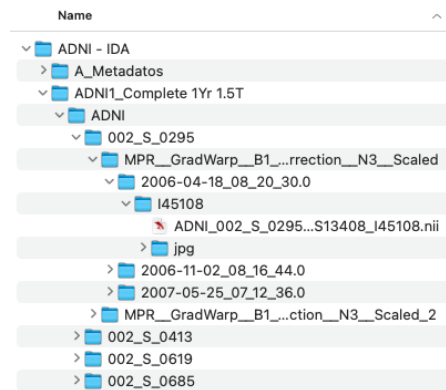 Name
ADNI - IDA
A_Metadatos
ADNI1_Complete 1Yr 1.5T
ADNI
002_S_0295
MPR__GradWarp__B1_...rrection__N3__Scaled
2006-04-18_08_20_30.0
I45108
ADNI_002_S_0295...S13408_I45108.nii
jpg
2006-11-02_08_16_44.0
2007-05-25_07_12_36.0
MPR__GradWarp__B1_...ction__N3__Scaled_2
002_S_0413
002_S_0619
002_S_0685